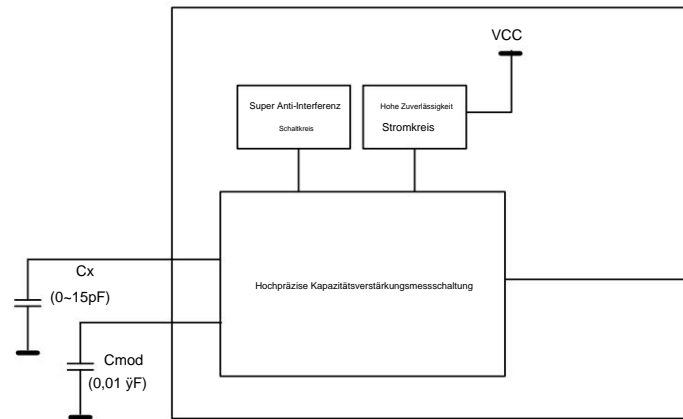 VCC
Super Anti-Interferenz
Schaltkreis
Hohe Zuverlässigkeit
Stromkreis
Hochpräzise Kapazitätsverstärkungsmessschaltung
Cx
(0~15pF)
Cmod
(0,01 ÿF)